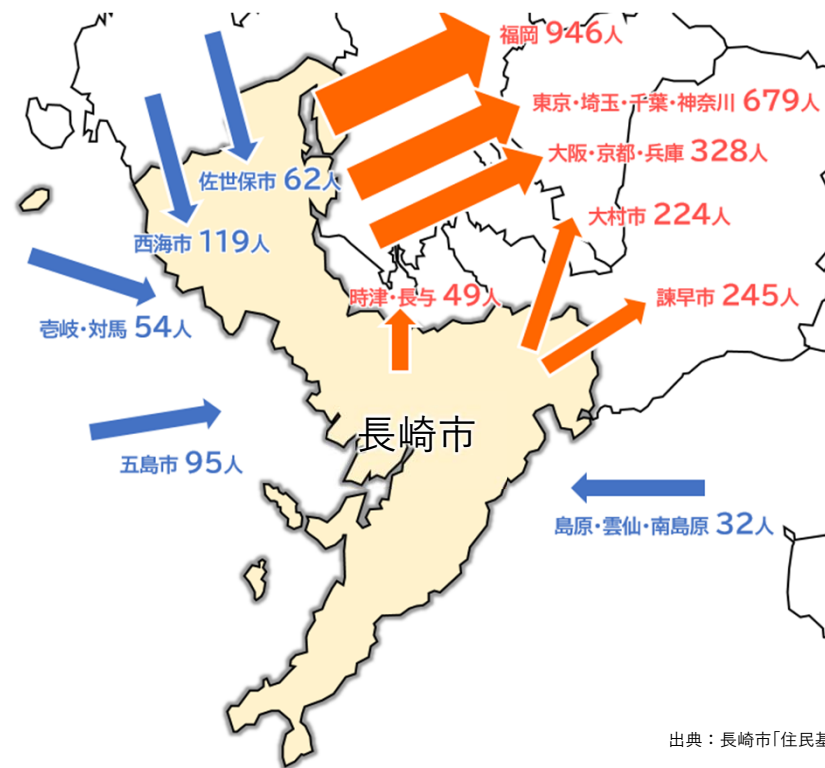 福岡 946人
東京・埼玉・千葉・神奈川 679人
大阪・京都・兵庫 328人
佐世保市 62人
大村市 224人
西海市 119人
時津・長与 49人
諫早市 245人
壱岐・対馬 54人
長崎市
五島市 95人
島原・雲仙・南島原 32人
出典：長崎市「住民基